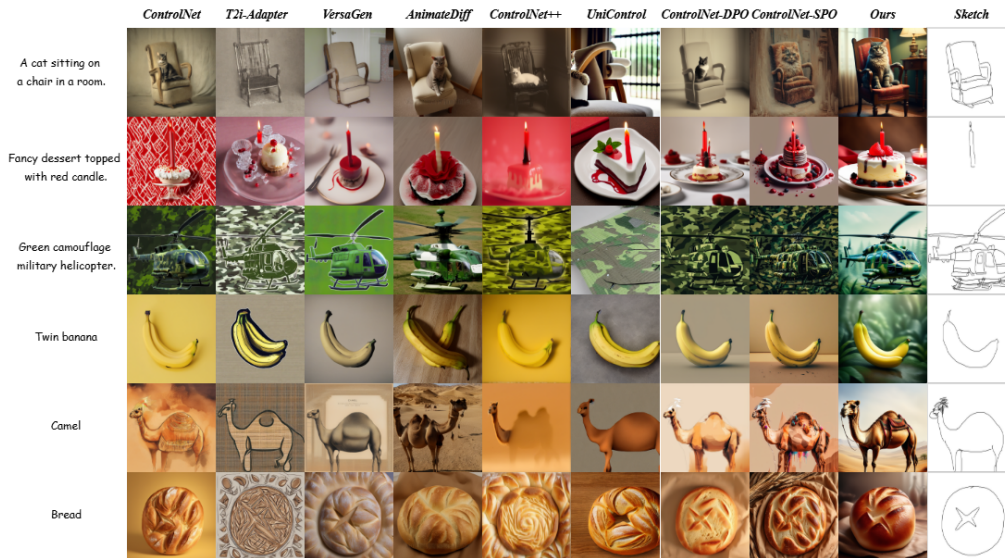 ControlNet T2i-Adapter VersaGen AnimateDiff ControlNet++ UniControl ControlNet-DPO ControlNet-SPO Ours Sketch
A cat sitting on
a chair in a room.
Fancy dessert topped
with red candle.
Green camouflage
military helicopter.
Twin banana
Camel
Bread